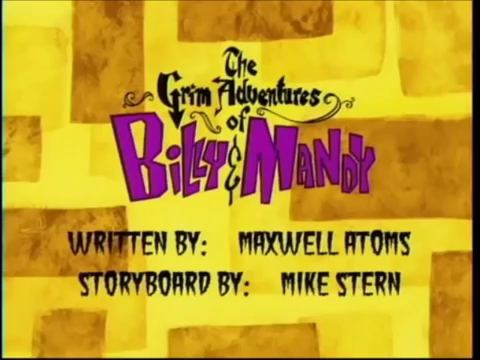 The
Grim Adventures
of
BILLY & MANDY
WRITTEN BY: MAXWELL ATOMS
STORYBOARD BY: MIKE STERN